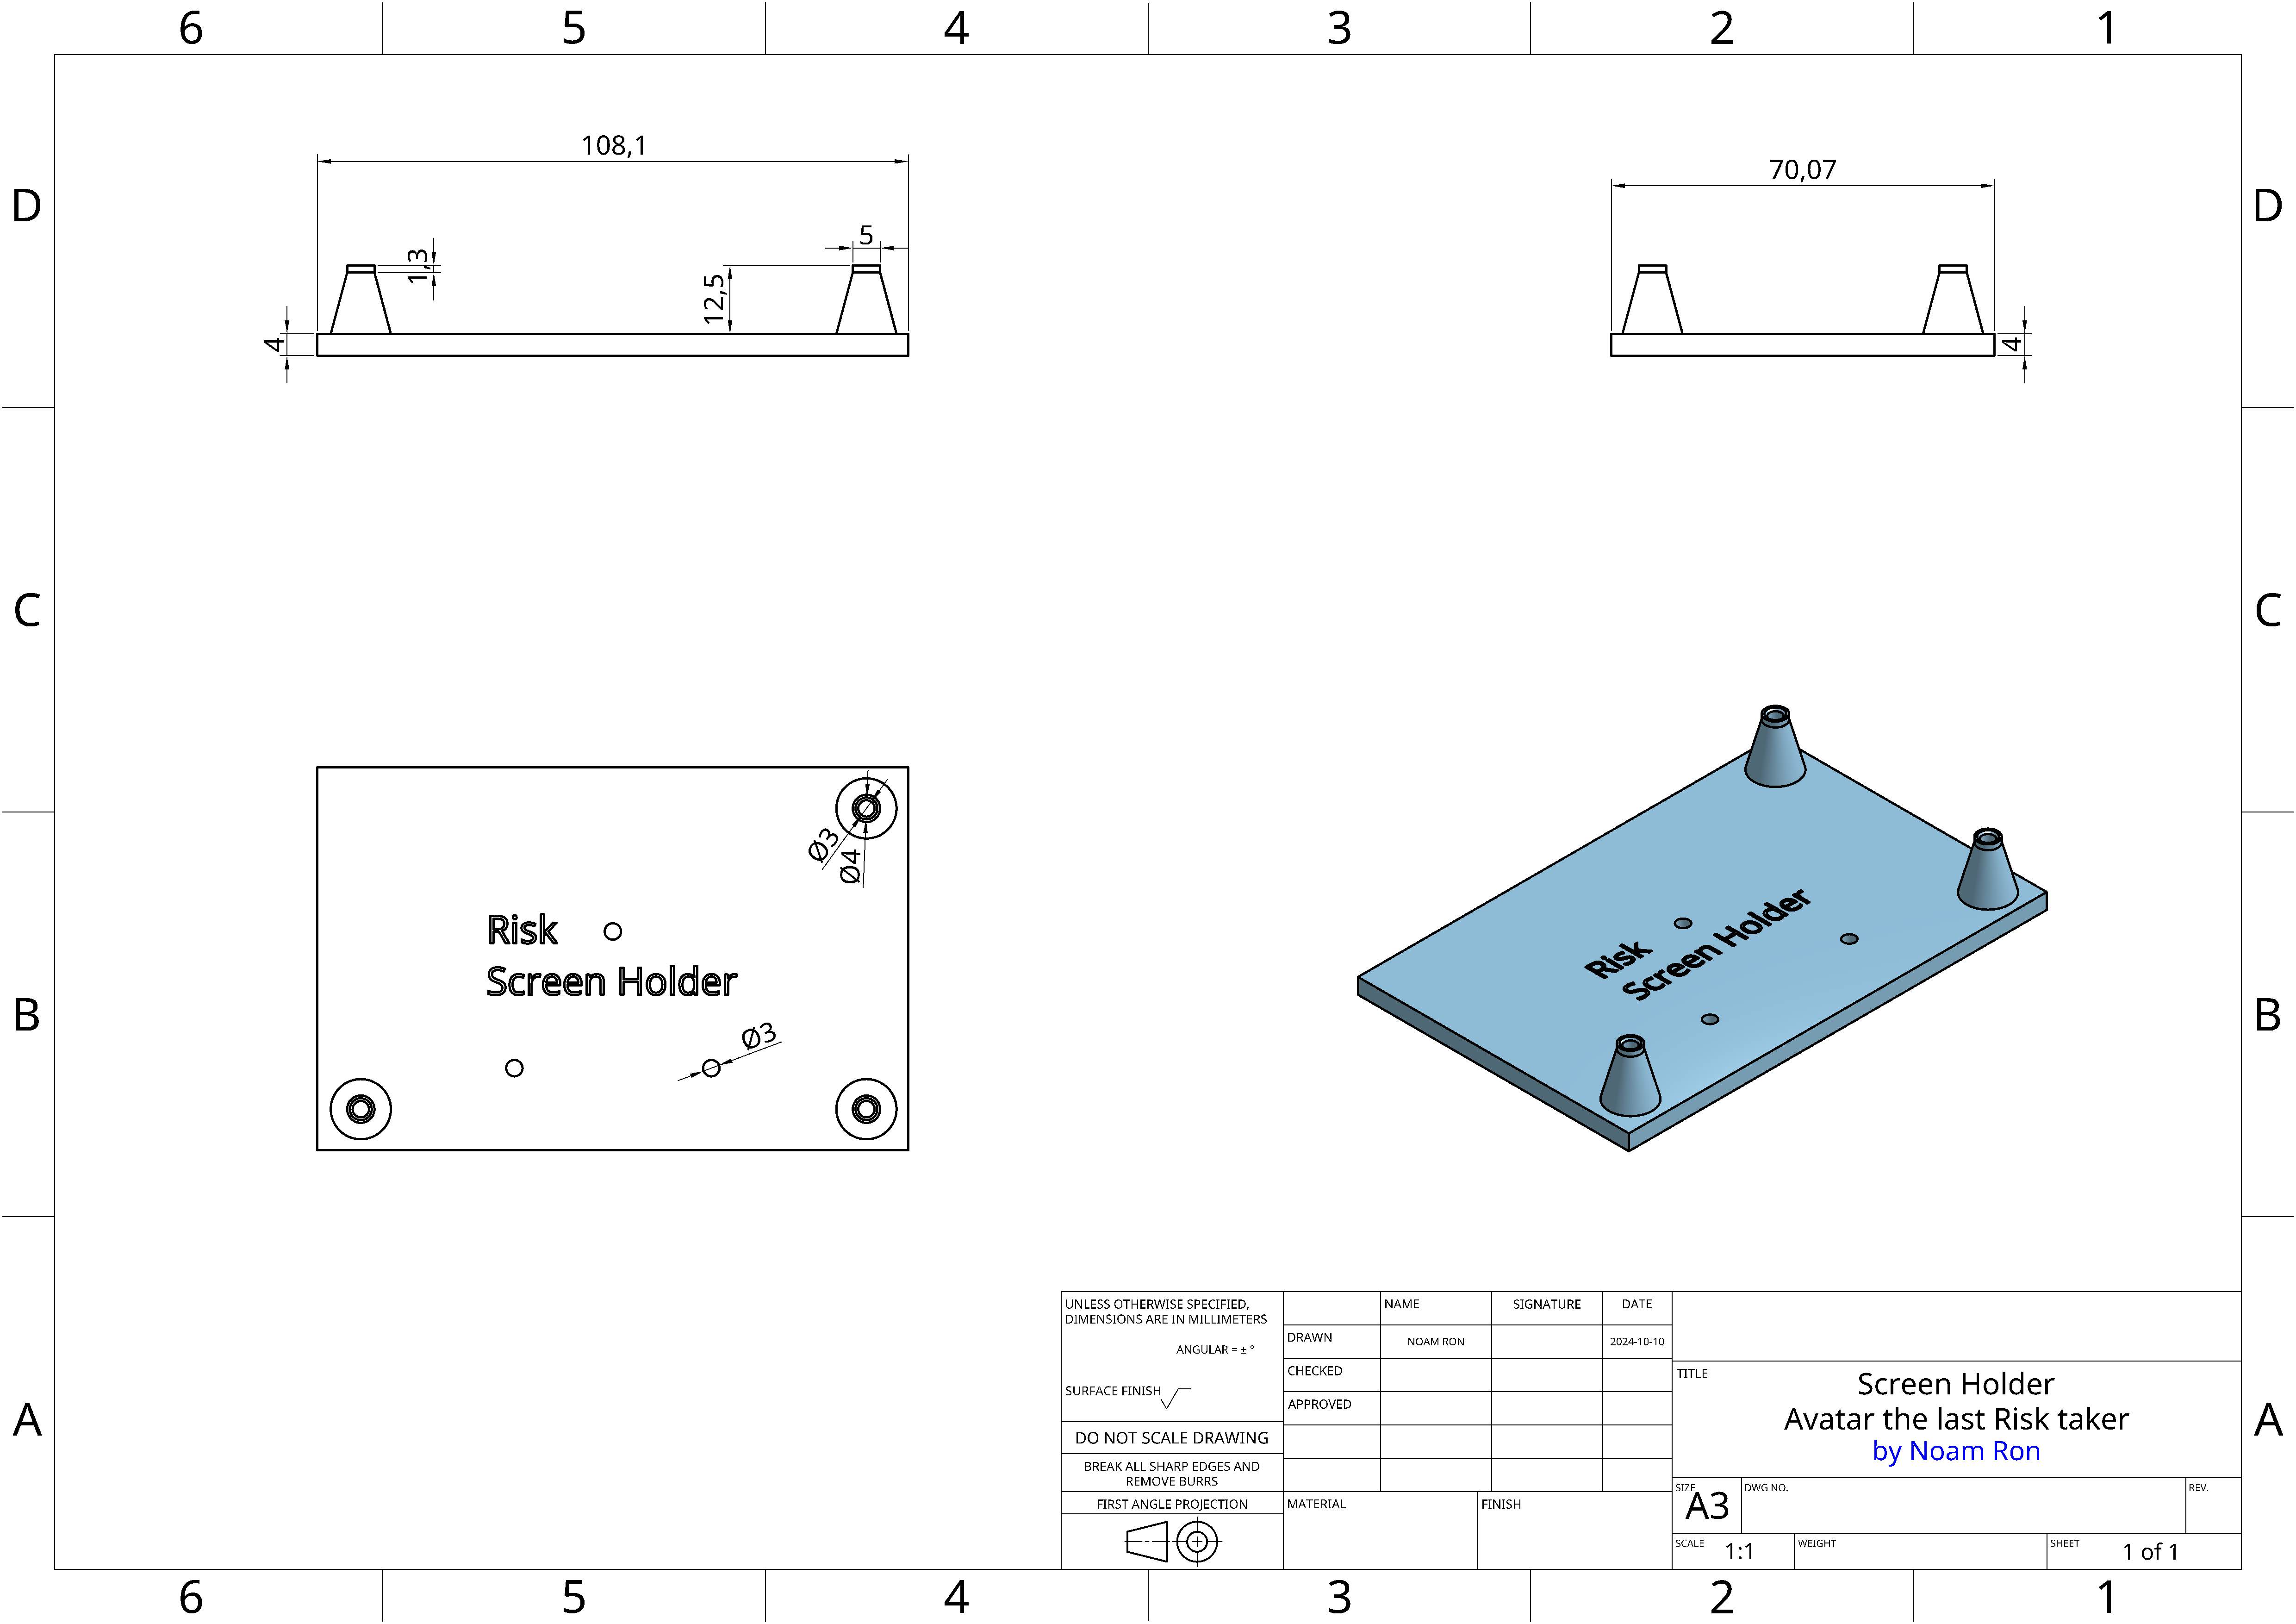 6 5 4 3 2 1
D D
C C
B B
A A
108,1
1,3
5
12,5
4
70,07
4
Ø3
Ø4
Risk
Screen Holder
Ø3
Risk
Screen Holder
UNLESS OTHERWISE SPECIFIED,
DIMENSIONS ARE IN MILLIMETERS
ANGULAR = ± °
SURFACE FINISH
DO NOT SCALE DRAWING
BREAK ALL SHARP EDGES AND
REMOVE BURRS
FIRST ANGLE PROJECTION
NAME SIGNATURE DATE
DRAWN NOAM RON 2024-10-10
CHECKED
APPROVED
MATERIAL FINISH
TITLE
Screen Holder
Avatar the last Risk taker
by Noam Ron
SIZE A3 DWG NO. REV.
SCALE 1:1 WEIGHT SHEET 1 of 1
6 5 4 3 2 1